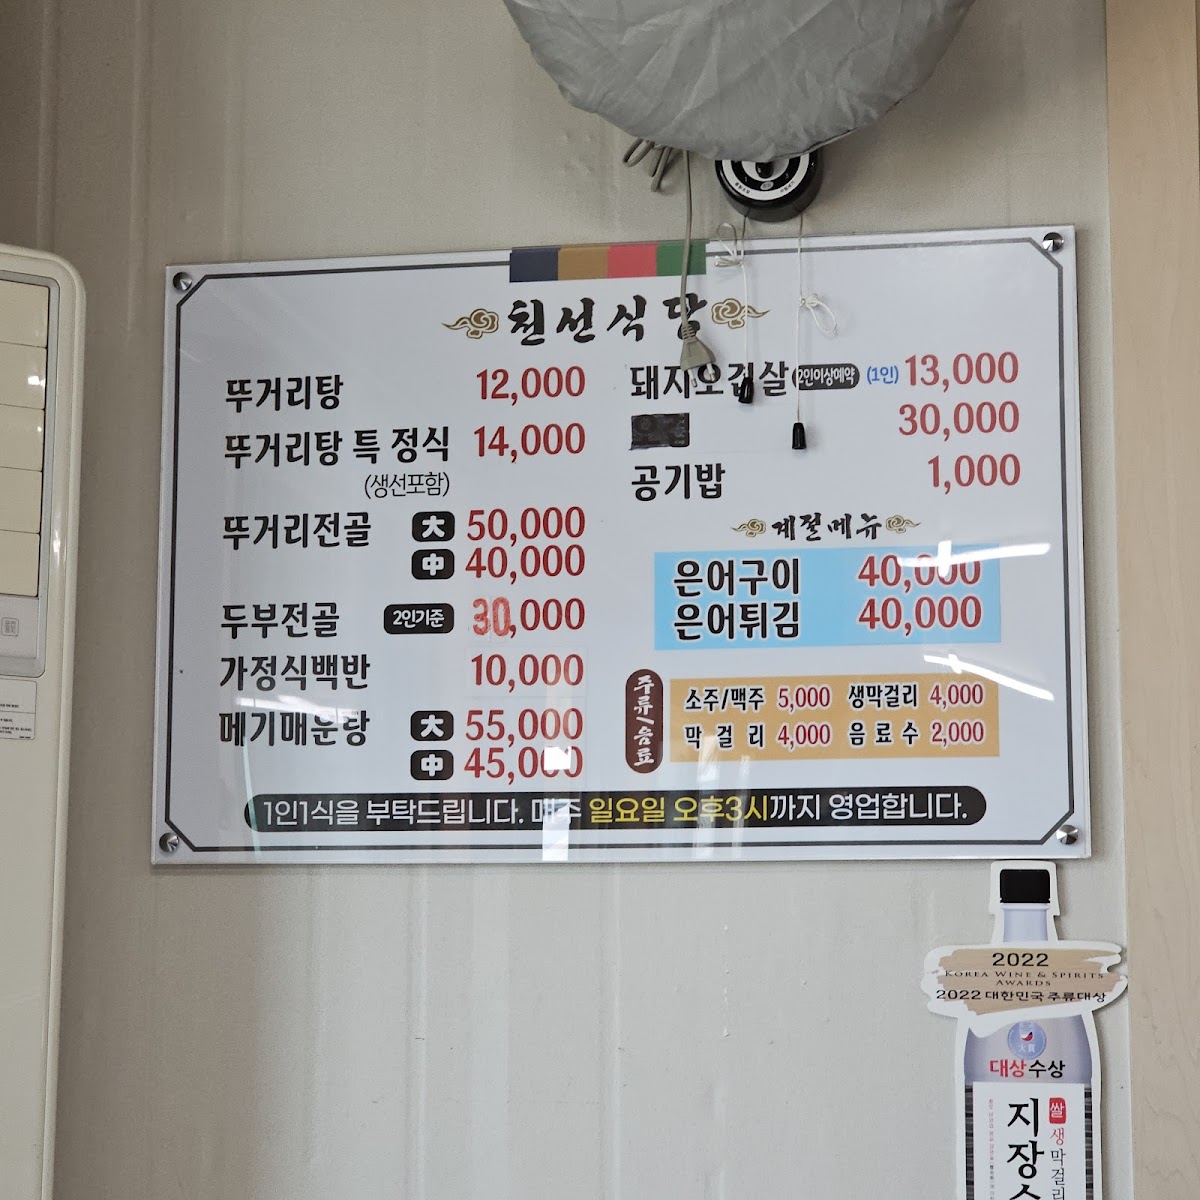 천선식당
뚜거리탕 12,000
뚜거리탕 특 정식 14,000
(생선포함)
뚜거리전골 大 50,000
中 40,000
두부전골 2인기준 30,000
가정식백반 10,000
메기매운탕 大 55,000
中 45,000
돼지오겹살 2인이상예약 (1인) 13,000
30,000
공기밥 1,000
계절메뉴
은어구이 40,000
은어튀김 40,000
주류/음료
소주/맥주 5,000 생막걸리 4,000
막걸리 4,000 음료수 2,000
1인1식을 부탁드립니다. 매주 일요일 오후3시까지 영업합니다.
2022
KOREA WINE & SPIRITS
AWARDS
2022 대한민국 주류대상
대상수상
쌀 생막걸리
지장수